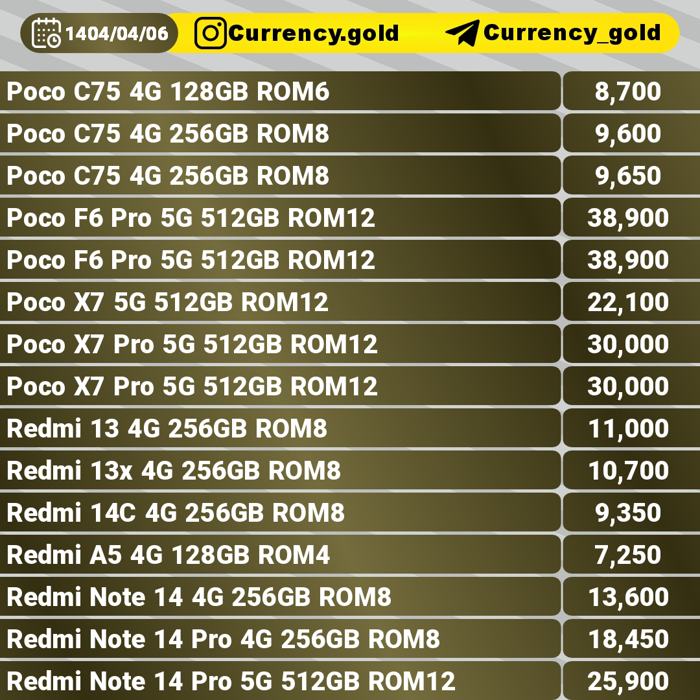 1404/04/06 Currency.gold Currency_gold
Poco C75 4G 128GB ROM6 8,700
Poco C75 4G 256GB ROM8 9,600
Poco C75 4G 256GB ROM8 9,650
Poco F6 Pro 5G 512GB ROM12 38,900
Poco F6 Pro 5G 512GB ROM12 38,900
Poco X7 5G 512GB ROM12 22,100
Poco X7 Pro 5G 512GB ROM12 30,000
Poco X7 Pro 5G 512GB ROM12 30,000
Redmi 13 4G 256GB ROM8 11,000
Redmi 13x 4G 256GB ROM8 10,700
Redmi 14C 4G 256GB ROM8 9,350
Redmi A5 4G 128GB ROM4 7,250
Redmi Note 14 4G 256GB ROM8 13,600
Redmi Note 14 Pro 4G 256GB ROM8 18,450
Redmi Note 14 Pro 5G 512GB ROM12 25,900